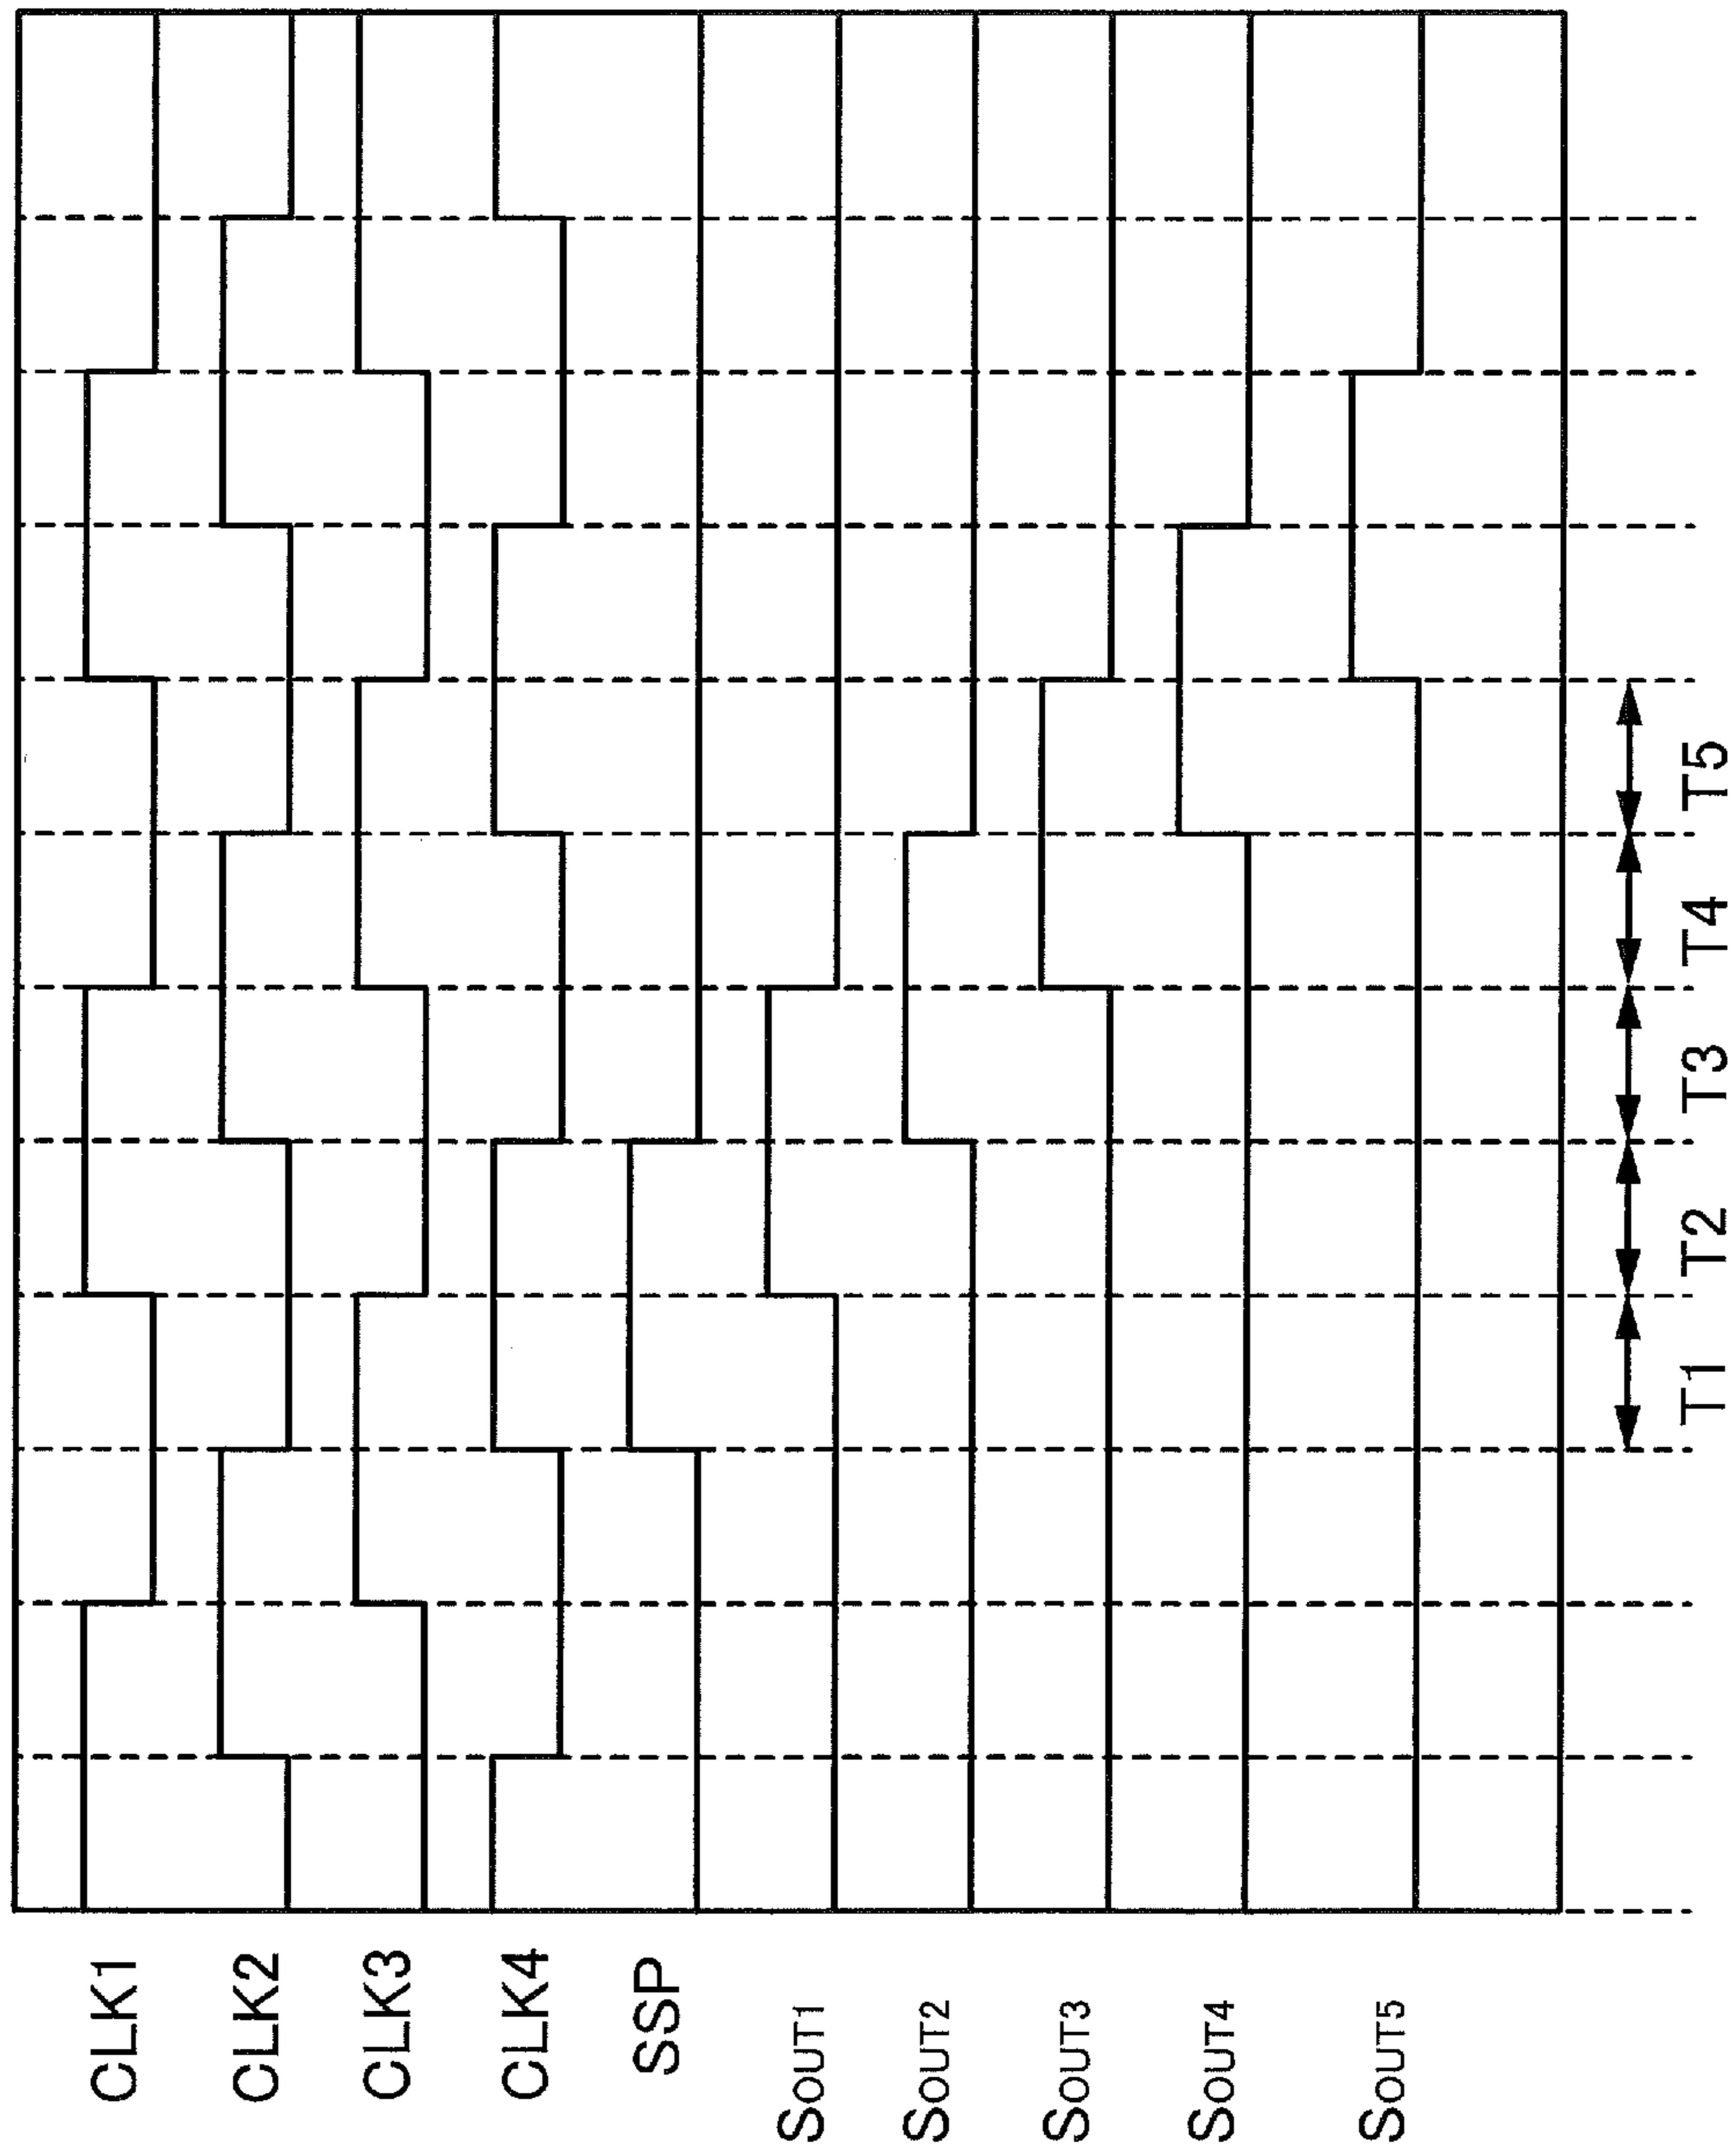 CLK1
CLK2
CLK3
CLK4
SSP
SOUT1
SOUT2
SOUT3
SOUT4
SOUT5
T1 T2 T3 T4 T5